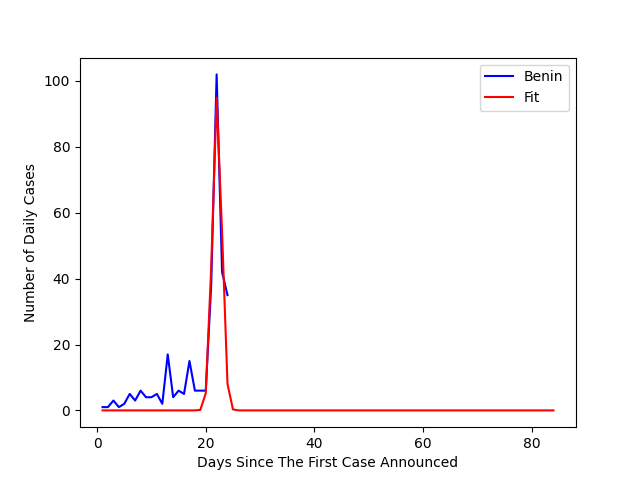 Benin
Fit
100
80
60
40
20
0
Number of Daily Cases
0 20 40 60 80
Days Since The First Case Announced